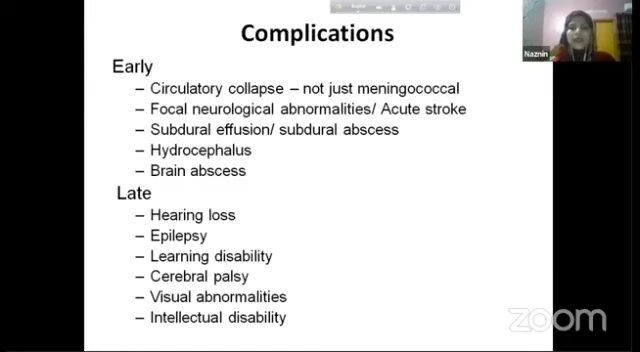 Complications
Early
– Circulatory collapse – not just meningococcal
– Focal neurological abnormalities/ Acute stroke
– Subdural effusion/ subdural abscess
– Hydrocephalus
– Brain abscess
Late
– Hearing loss
– Epilepsy
– Learning disability
– Cerebral palsy
– Visual abnormalities
– Intellectual disability
Naznin
zoom